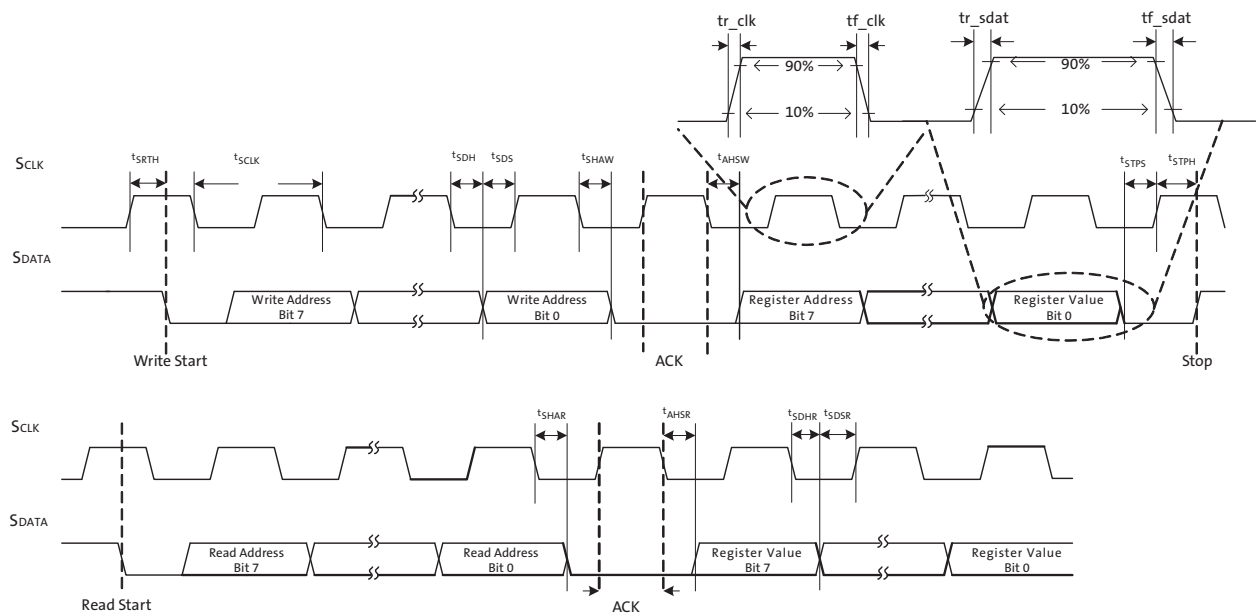 tr_clk tf_clk tr_sdat tf_sdat
90% 90%
10% 10%
SCLK tSRTH tSCLK tSDH tSDS tSHAW tAHSW tSTPS tSTPH
SDATA
Write Address Write Address Register Address Register Value
Bit 7 Bit 0 Bit 7 Bit 0
Write Start ACK Stop
SCLK tSHAR tAHSR tSDHR tSDSR
SDATA
Read Address Read Address Register Value Register Value
Bit 7 Bit 0 Bit 7 Bit 0
Read Start ACK